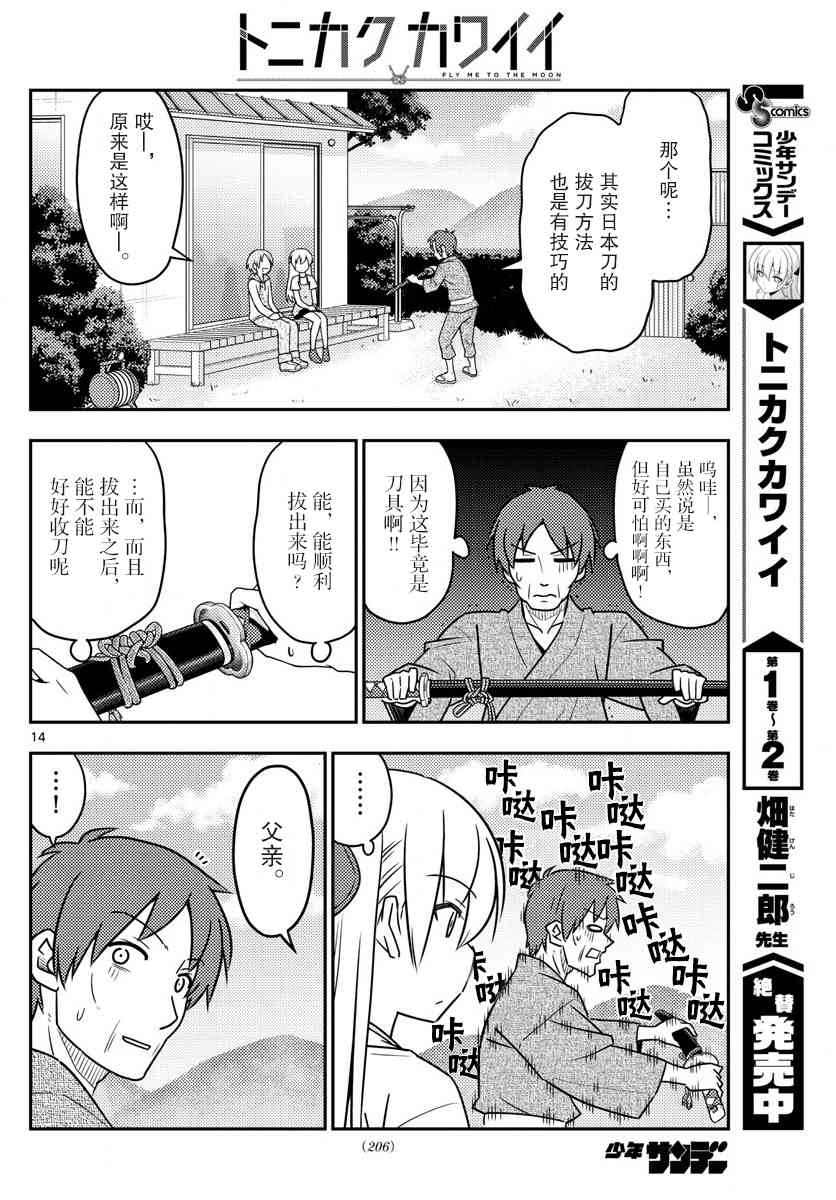 トニカクカワイイ
FLY ME TO THE MOON
那个呢…
其实日本刀的
拔刀方法
也是有技巧的
哎—,
原来是这样啊—。
呜哇—,
虽然说是
自己买的东西,
但好可怕啊啊啊!
因为这毕竟是
刀具啊!!
能,能顺利
拔出来吗?
…而,而且
拔出来之后,
能不能
好好收刀呢
14
咔哒
咔哒
咔哒
咔哒
咔哒
咔哒
咔哒
…
父亲。
…!
(206)
少年サンデー
S comics
少年サンデー
コミックス
トニカクカワイイ
第1巻~第2巻
畑健二郎先生
はた けん じ ろう
絶賛発売中